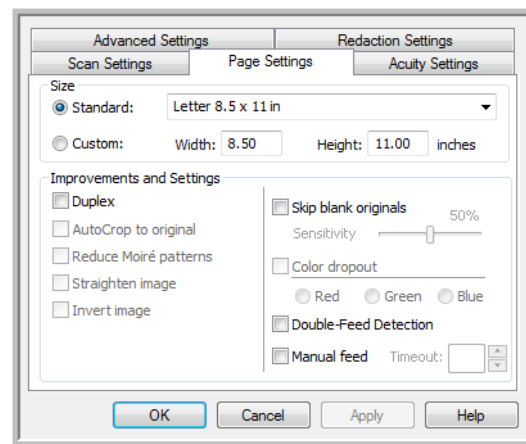 Advanced Settings Redaction Settings
Scan Settings Page Settings Acuity Settings
Size
Standard: Letter 8.5 x 11 in
Custom: Width: 8.50 Height: 11.00 inches
Improvements and Settings
Duplex
AutoCrop to original
Reduce Moiré patterns
Straighten image
Invert image
Skip blank originals 50%
Sensitivity
Color dropout
Red Green Blue
Double-Feed Detection
Manual feed Timeout:
OK Cancel Apply Help